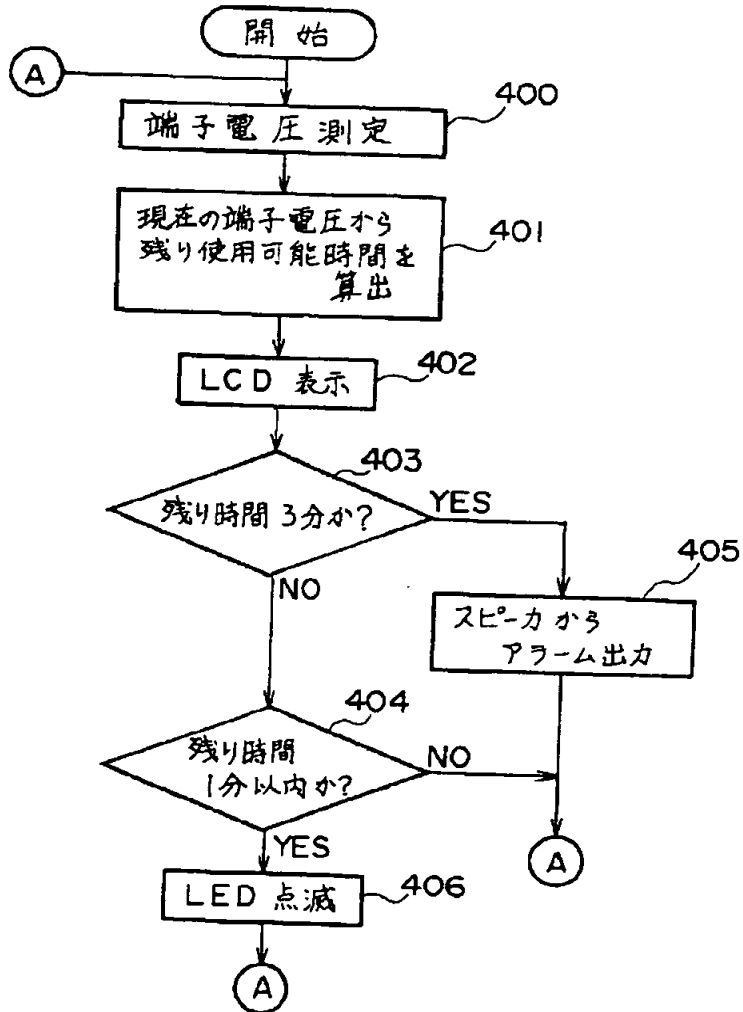 開始
A
400
端子電圧測定
現在の端子電圧から
残り使用可能時間を
算出
401
LCD 表示
402
403
残り時間 3分か?
YES
NO
405
スピーカから
アラーム出力
404
残り時間
1分以内か?
NO
YES
A
LED 点滅
406
A